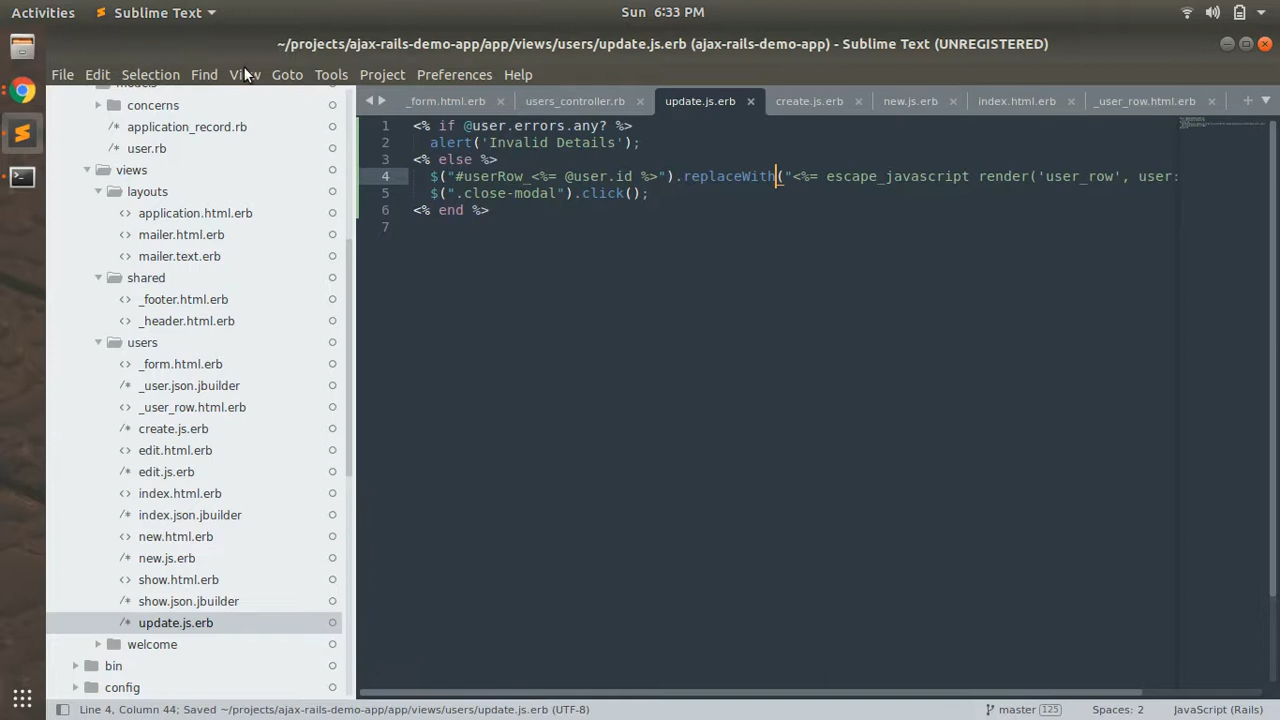 Activities Sublime Text Sun 6:33 PM
~/projects/ajax-rails-demo-app/app/views/users/update.js.erb (ajax-rails-demo-app) - Sublime Text (UNREGISTERED)
File Edit Selection Find View Goto Tools Project Preferences Help
_form.html.erb users_controller.rb update.js.erb create.js.erb new.js.erb index.html.erb _user_row.html.erb
concerns
application_record.rb
user.rb
views
layouts
application.html.erb
mailer.html.erb
mailer.text.erb
shared
_footer.html.erb
_header.html.erb
users
_form.html.erb
_user.json.jbuilder
_user_row.html.erb
create.js.erb
edit.html.erb
edit.js.erb
index.html.erb
index.json.jbuilder
new.html.erb
new.js.erb
show.html.erb
show.json.jbuilder
update.js.erb
welcome
bin
config
1 <% if @user.errors.any? %>
2 alert('Invalid Details');
3 <% else %>
4 $("#userRow_<%= @user.id %>").replaceWith("<%= escape_javascript render('user_row', user:
5 $(".close-modal").click();
6 <% end %>
7
Line 4, Column 44; Saved ~/projects/ajax-rails-demo-app/app/views/users/update.js.erb (UTF-8) master 125 Spaces: 2 JavaScript (Rails)